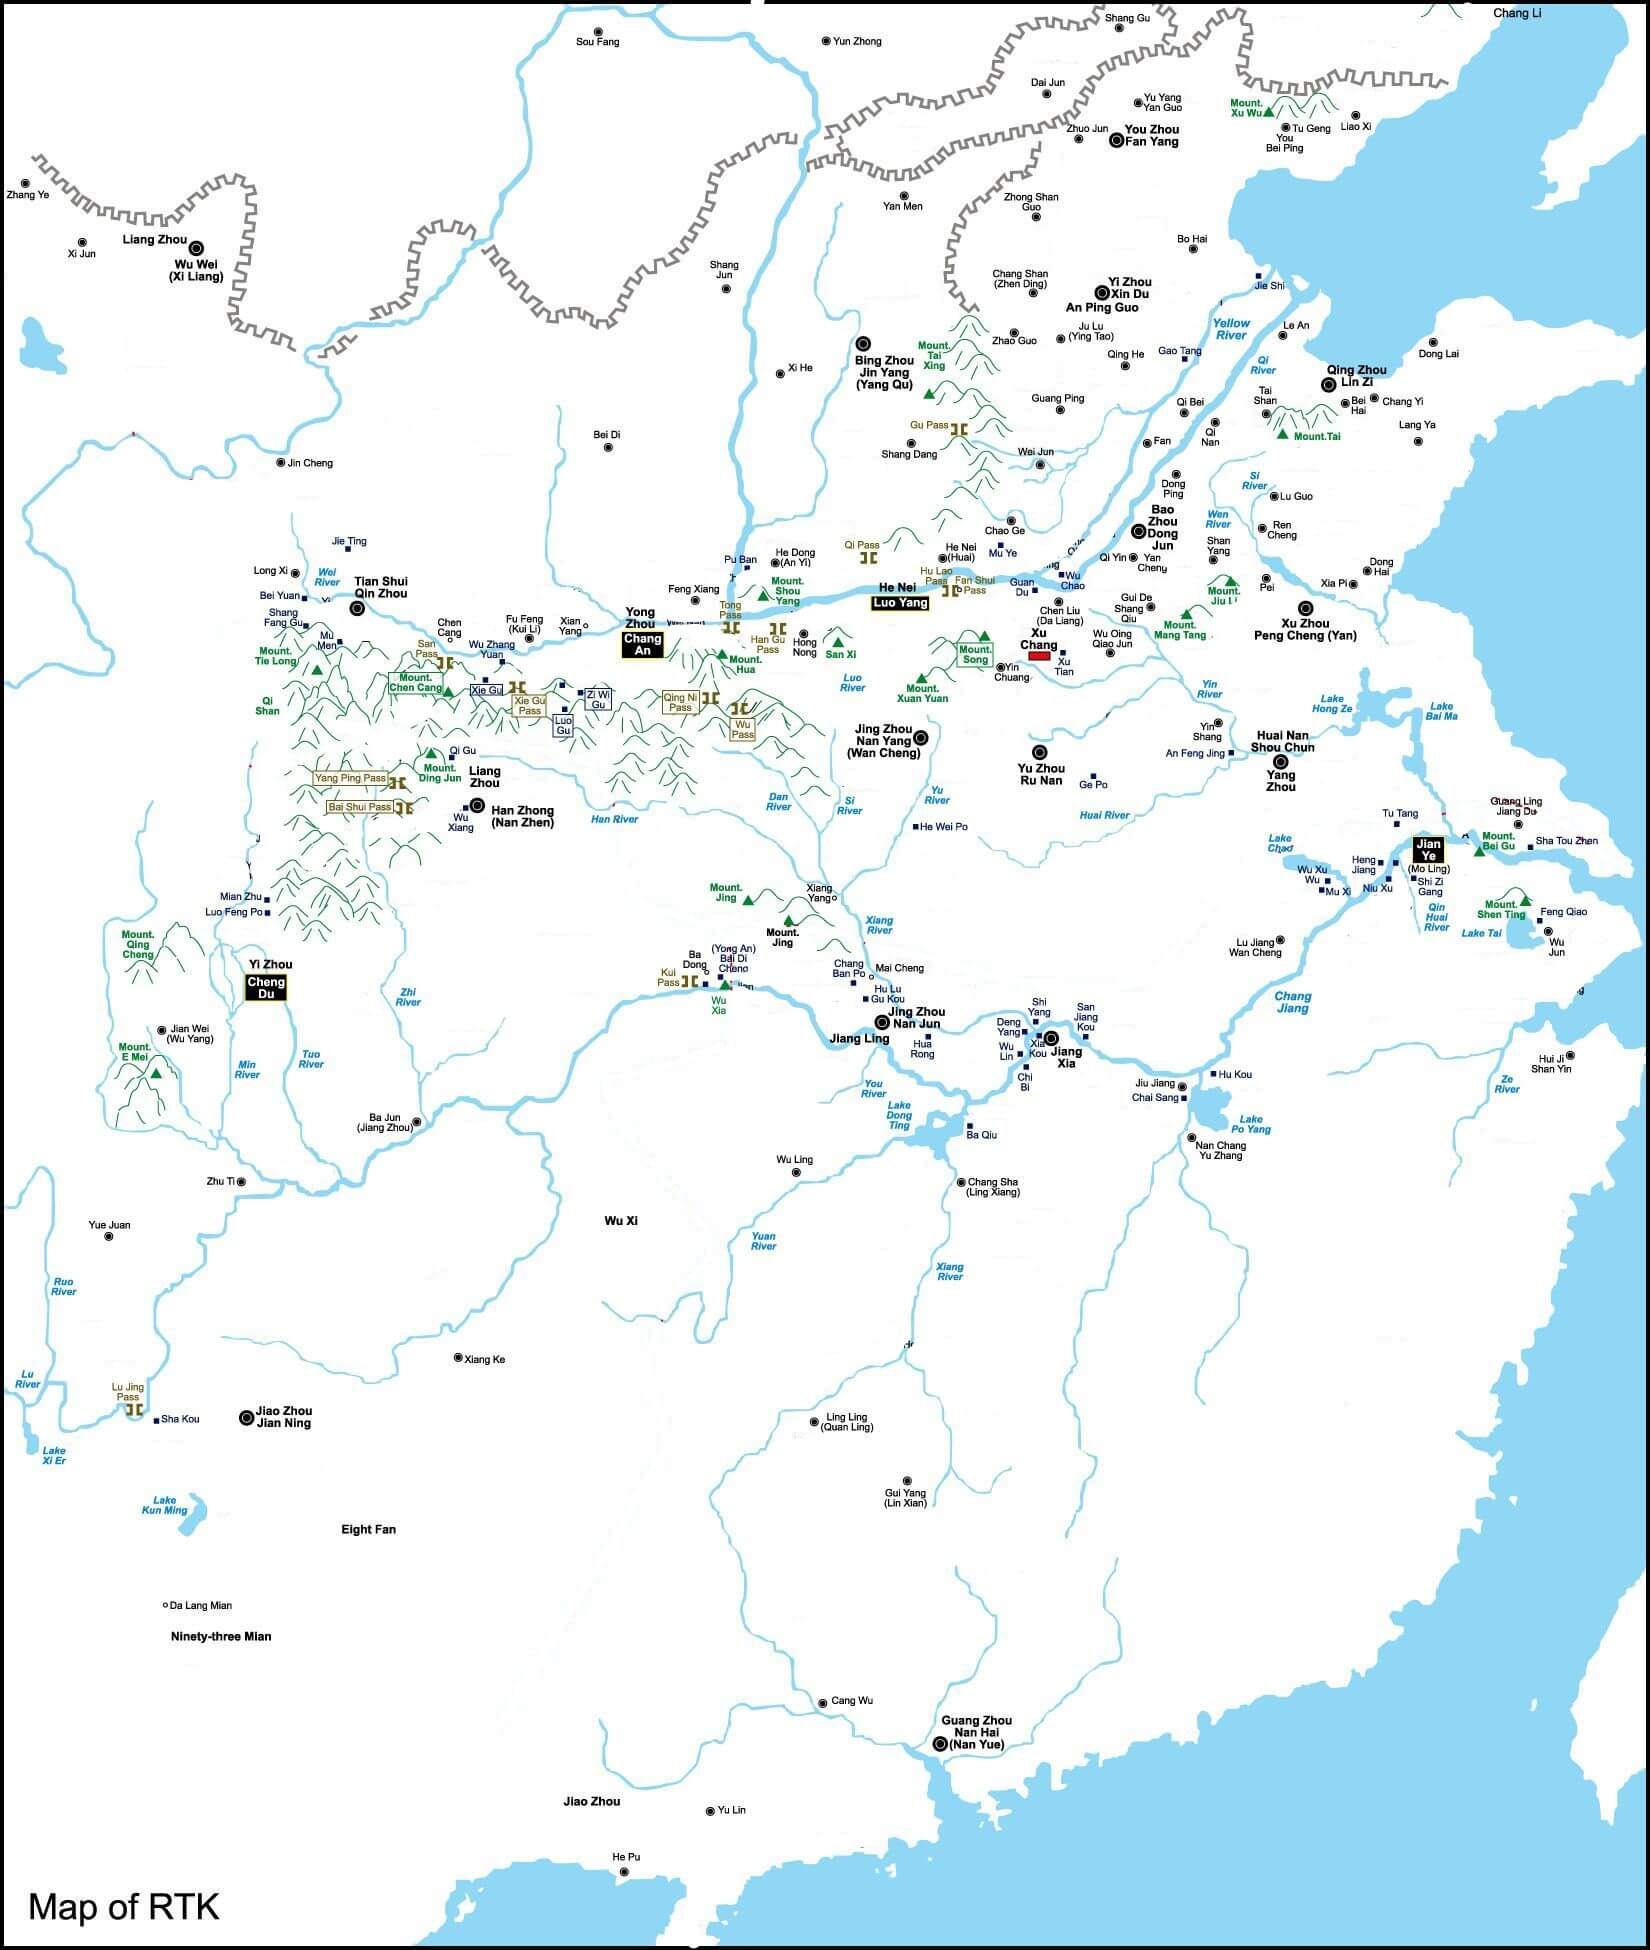 Chang Li
Shang Gu
Sou Fang
Yun Zhong
Dai Jun
Yu Yang
Yan Guo
Mount.
Xu Wu
Tu Geng
Liao Xi
You
Bei Ping
Zhuo Jun
You Zhou
Fan Yang
Zhang Ye
Yan Men
Zhong Shan
Guo
Liang Zhou
Xi Jun
Wu Wei
(Xi Liang)
Bo Hai
Shang
Jun
Chang Shan
(Zhen Ding)
Yi Zhou
Xin Du
An Ping Guo
Jie Shi
Yellow
River
Le An
Ju Lu
(Ying Tao)
Zhao Guo
Mount.
Tai
Xing
Qing He
Gao Tang
Qi
River
Dong Lai
Bing Zhou
Jin Yang
(Yang Qu)
Xi He
Qing Zhou
Lin Zi
Tai
Shan
Bei
Hai
Chang Yi
Guang Ping
Qi Bei
Gu Pass
Qi
Nan
Lang Ya
Bei Di
Mount.Tai
Fan
Shang Dang
Wei Jun
Jin Cheng
Dong
Ping
Si
River
Lu Guo
Bao
Zhou
Dong
Jun
Wen
River
Chao Ge
Ren
Cheng
Jie Ting
Qi Pass
He Nei
(Huai)
Mu Ye
Shan
Yang
Pu Ban
He Dong
(An Yi)
Qi Yin
Yan
Cheng
Dong
Hai
Long Xi
Wei
River
Tian Shui
Qin Zhou
Hu Lao
Pass
Fan Shui
Pass
Guan
Du
Wu
Chao
Xia Pi
Pei
Mount.
Jiu Li
Bei Yuan
Feng Xiang
Mount.
Shou
Yang
He Nei
Luo Yang
Gui De
Shang
Qiu
Chen Liu
(Da Liang)
Shang
Fang Gu
Tong
Pass
Yong
Zhou
Chang
An
Fu Feng
(Kui Li)
Xian
Yang
Chen
Cang
Mu
Men
Han Gu
Pass
Hong
Nong
San Xi
Xu
Chang
Wu Qing
Qiao Jun
Mount.
Mang Tang
Xu Zhou
Peng Cheng (Yan)
San
Pass
Wu Zhang
Yuan
Mount.
Tie Long
Mount.
Hua
Mount.
Song
Yin
Chuang
Xu
Tian
Mount.
Chen Cang
Xie Gu
Xie Gu
Pass
Zi Wi
Gu
Qing Ni
Pass
Luo
River
Mount.
Xuan Yuan
Yin
River
Lake
Hong Ze
Lake
Bai Ma
Qi
Shan
Luo
Gu
Wu
Pass
Jing Zhou
Nan Yang
(Wan Cheng)
Yin
Shang
Huai Nan
Shou Chun
Yang
Zhou
Qi Gu
Mount.
Ding Jun
Liang
Zhou
Yang Ping Pass
Bai Shui Pass
An Feng Jing
Yu Zhou
Ru Nan
Ge Po
Han Zhong
(Nan Zhen)
Wu
Xiang
Han River
Dan
River
Si
River
Yu
River
He Wei Po
Huai River
Tu Tang
Guang Ling
Jiang Du
Lake
Chao
Jian
Ye
(Mo Ling)
Mount.
Bei Gu
Sha Tou Zhen
Heng
Jiang
Wu Xu
Wu
Mu Xi
Niu Xu
Shi Zi
Gang
Mian Zhu
Luo Feng Po
Mount.
Jing
Xiang
Yang
Mount.
Jing
Xiang
River
Qin
Huai
River
Mount.
Shen Ting
Feng Qiao
Lake Tai
Wu
Jun
Mount.
Qing
Cheng
Lu Jiang
Wan Cheng
Yi Zhou
Cheng
Du
Kui
Pass
Ba
Dong
(Yong An)
Bai Di
Cheng
Wu
Xia
Chang
Ban Po
Mai Cheng
Hu Lu
Gu Kou
Zhi
River
Chang
Jiang
Jing Zhou
Nan Jun
Jiang Ling
Shi
Yang
San
Jiang
Kou
Deng
Yang
Hua
Rong
Wu
Lin
Xia
Kou
Jiang
Xia
Jian Wei
(Wu Yang)
Mount.
E Mei
Min
River
Tuo
River
Chi
Bi
Hui Ji
Shan Yin
Ze
River
Hu Kou
Jiu Jiang
Chai Sang
You
River
Lake
Dong
Ting
Ba Jun
(Jiang Zhou)
Lake
Po Yang
Ba Qiu
Nan Chang
Yu Zhang
Wu Ling
Zhu Ti
Chang Sha
(Ling Xiang)
Yue Juan
Wu Xi
Yuan
River
Xiang
River
Ruo
River
Xiang Ke
Lu
River
Lu Jing
Pass
Sha Kou
Jiao Zhou
Jian Ning
Ling Ling
(Quan Ling)
Lake
Xi Er
Gui Yang
(Lin Xian)
Lake
Kun Ming
Eight Fan
Da Lang Mian
Ninety-three Mian
Cang Wu
Guang Zhou
Nan Hai
(Nan Yue)
Jiao Zhou
Yu Lin
He Pu
Map of RTK